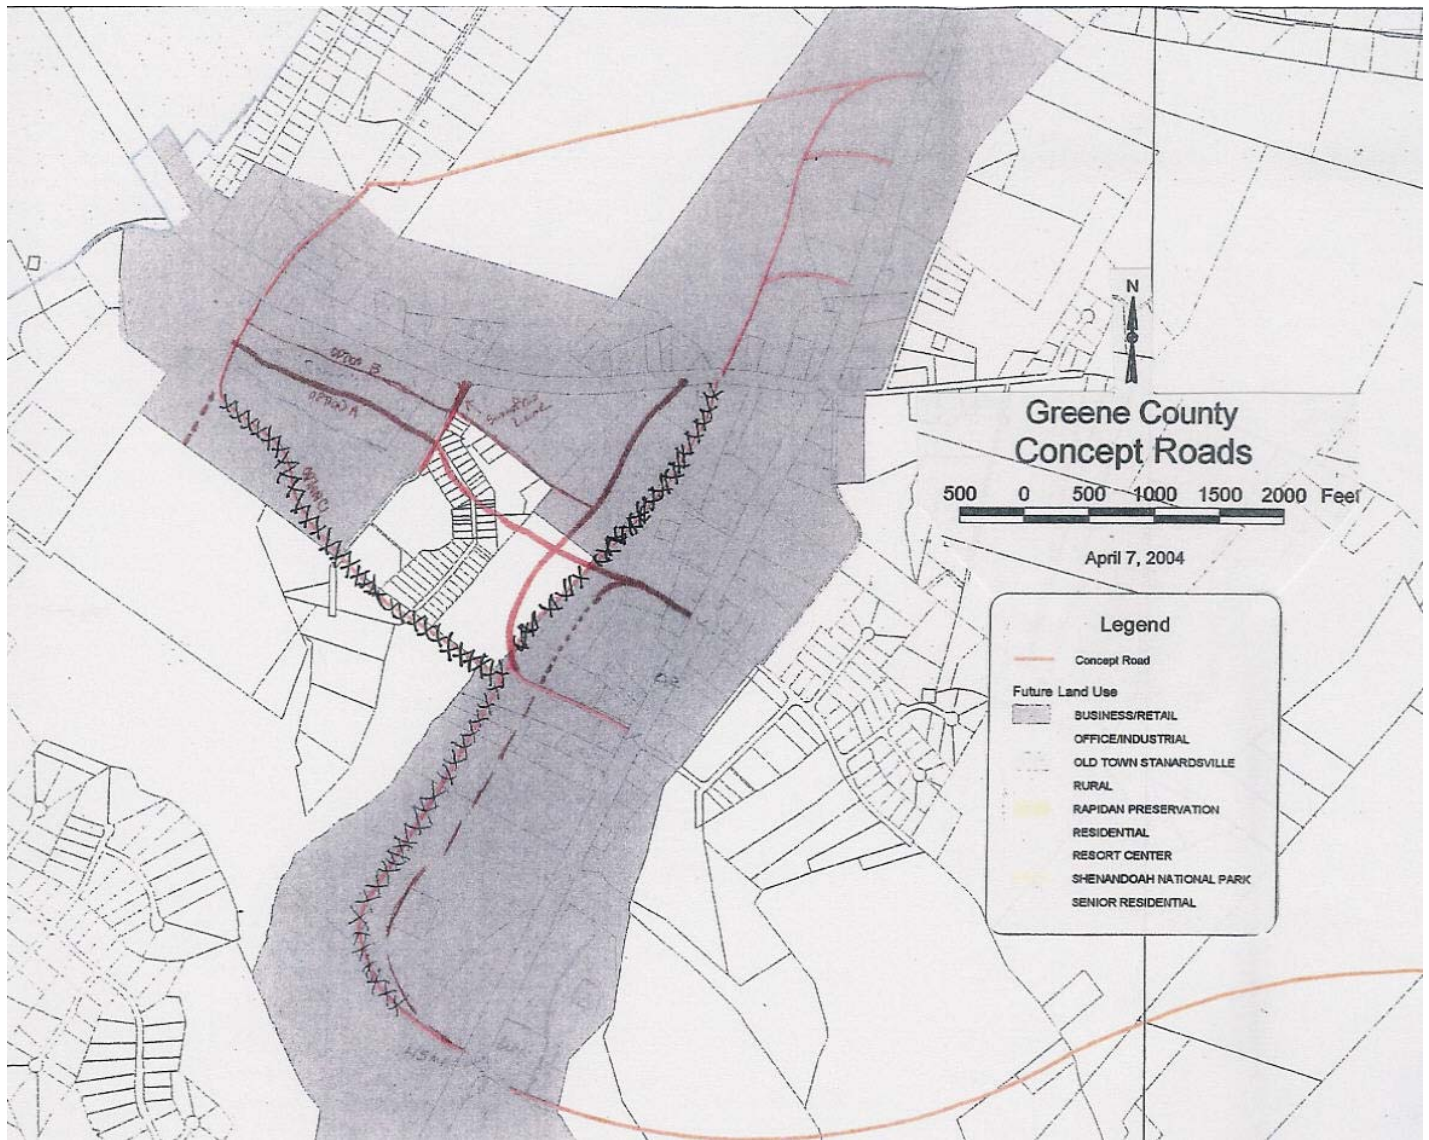 N
Greene County
Concept Roads
500 0 500 1000 1500 2000 Feet
April 7, 2004
Legend
Concept Road
Future Land Use
BUSINESS/RETAIL
OFFICE/INDUSTRIAL
OLD TOWN STANARDSVILLE
RURAL
RAPIDAN PRESERVATION
RESIDENTIAL
RESORT CENTER
SHENANDOAH NATIONAL PARK
SENIOR RESIDENTIAL
OPTION B
OPTION A
OPTION C